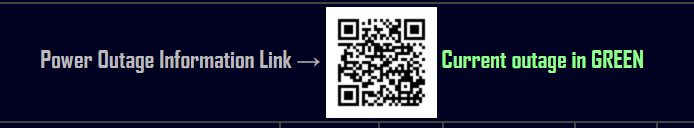 Power Outage Information Link → Current outage in GREEN